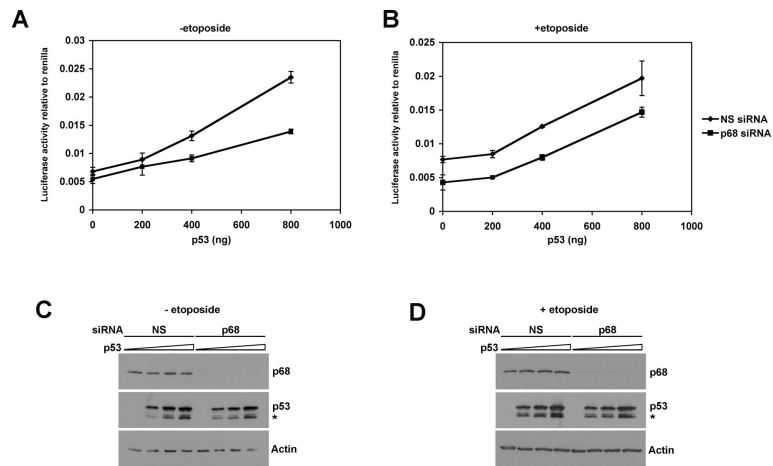 A
-etoposide
Luciferase activity relative to renilla
0.03
0.025
0.02
0.015
0.01
0.005
0
0 200 400 600 800 1000
p53 (ng)
B
+etoposide
Luciferase activity relative to renilla
0.025
0.02
0.015
0.01
0.005
0
0 200 400 600 800 1000
p53 (ng)
NS siRNA
p68 siRNA
C
- etoposide
siRNA NS p68
p53
p68
p53
*
Actin
D
+ etoposide
siRNA NS p68
p53
p68
p53
*
Actin